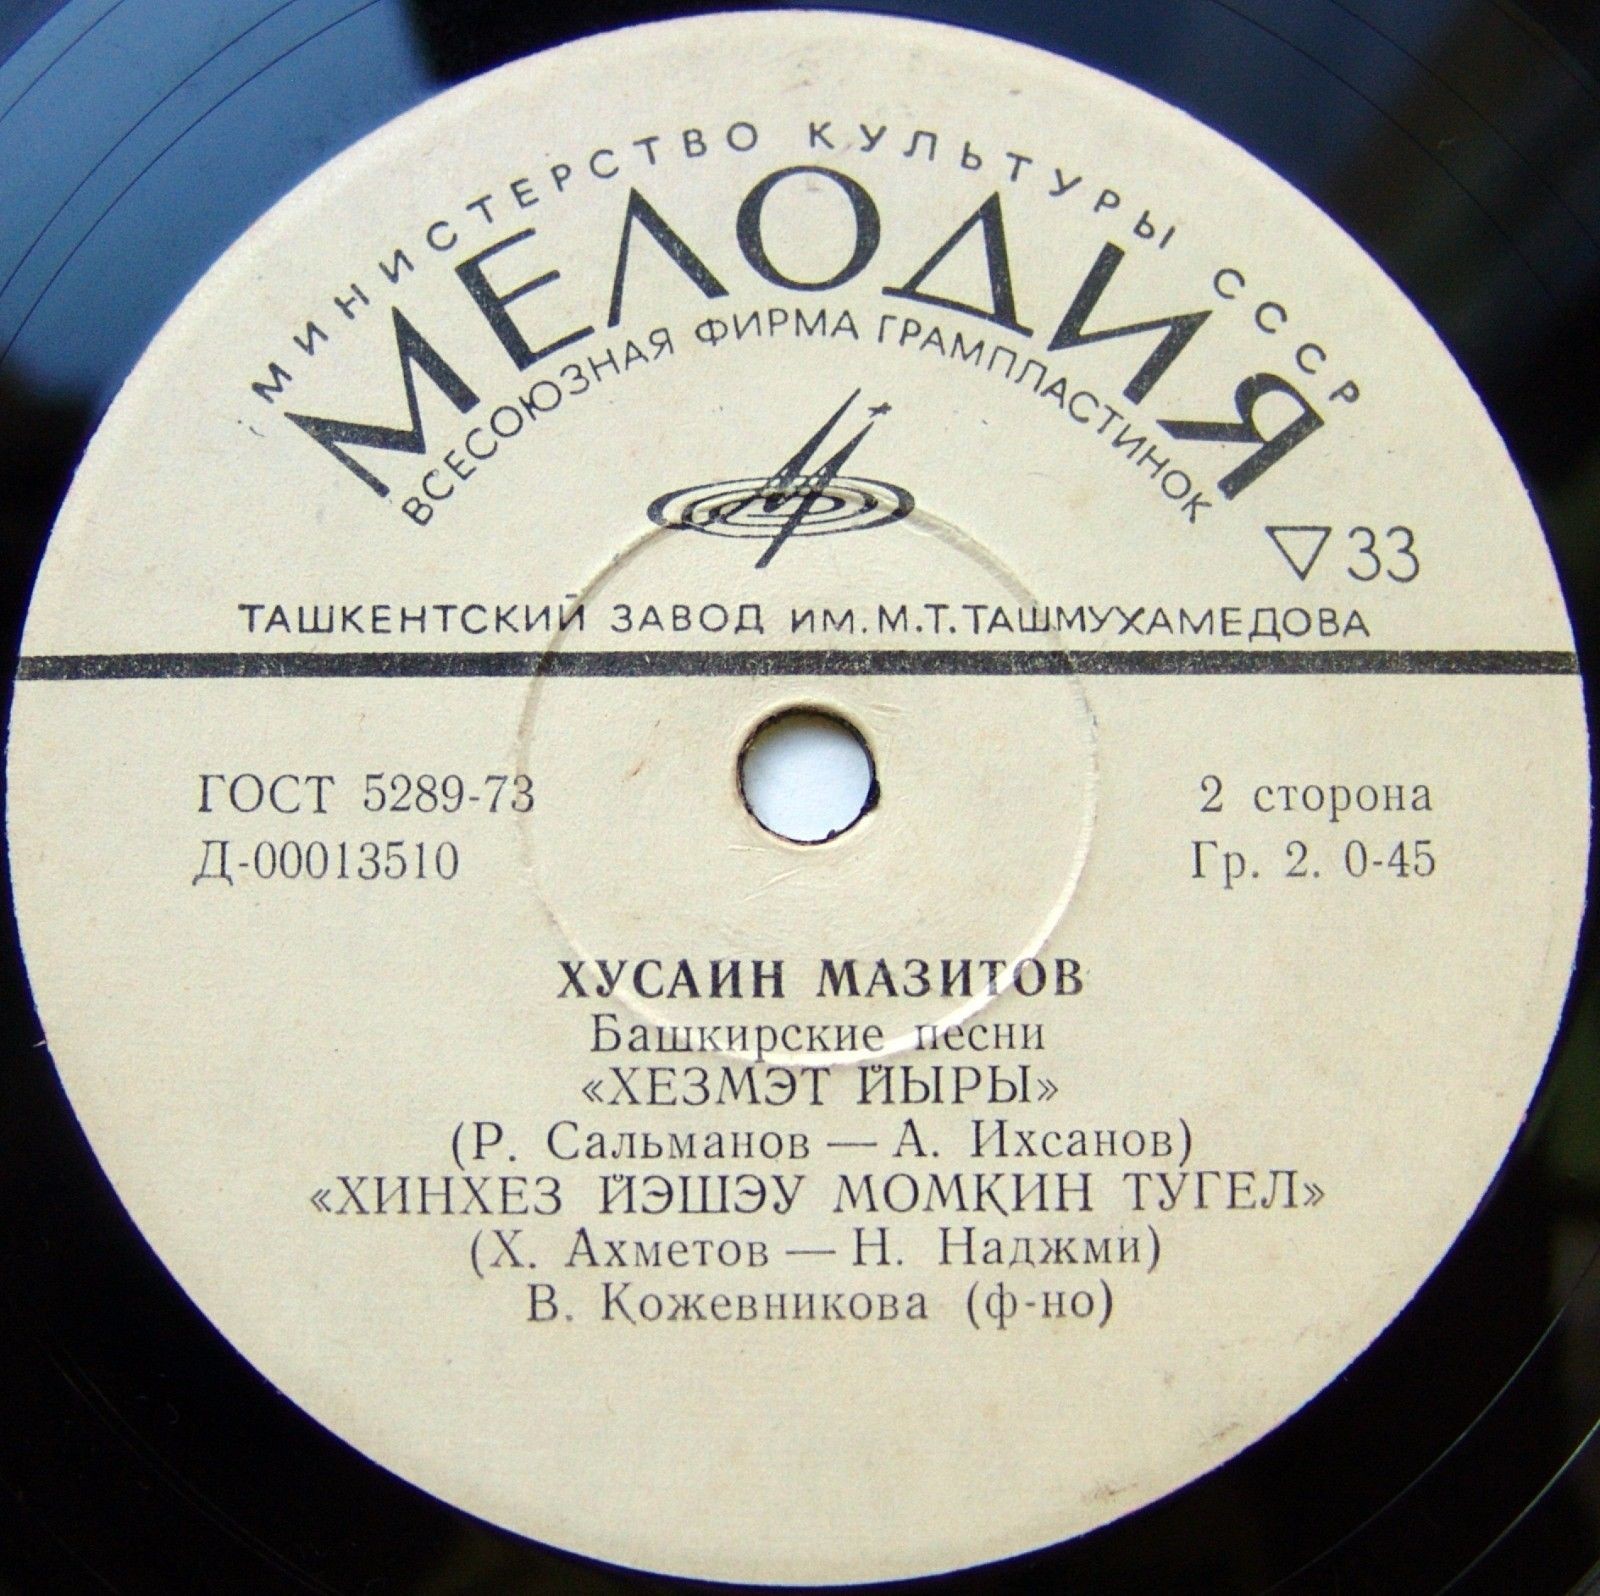 МИНИСТЕРСТВО КУЛЬТУРЫ СССР
МЕЛОДИЯ
ВСЕСОЮЗНАЯ ФИРМА ГРАМПЛАСТИНОК
▽33
ТАШКЕНТСКИЙ ЗАВОД ИМ. М.Т. ТАШМУХАМЕДОВА
ГОСТ 5289-73
Д-00013510
2 сторона
Гр. 2. 0-45
ХУСАИН МАЗИТОВ
Башкирские песни
«ХЕЗМЭТ ЙЫРЫ»
(Р. Сальманов — А. Ихсанов)
«ХИНХЕЗ ЙЭШЭУ МОМКИН ТУГЕЛ»
(Х. Ахметов — Н. Наджми)
В. Кожевникова (ф-но)